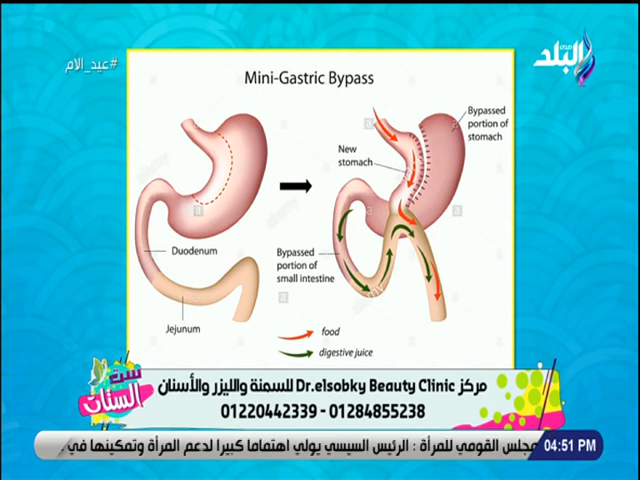 #عيد_الأم
صدى
البلد
Mini-Gastric Bypass
Bypassed
portion of
stomach
New
stomach
Duodenum
Bypassed
portion of
small intestine
Jejunum
food
digestive juice
ست
الستات
مركز Dr.elsobky Beauty Clinic للسمنة والليزر والأسنان
01220442339 - 01284855238
مجلس القومي للمرأة : الرئيس السيسي يولي اهتماما كبيرا لدعم المرأة وتمكينها في
04:51 PM